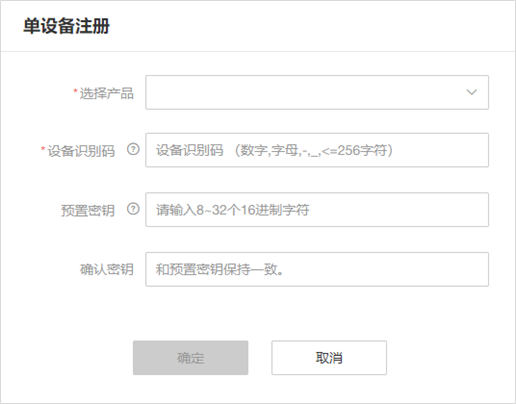 单设备注册
*选择产品
*设备识别码 ? 设备识别码 （数字,字母,-,_,<=256字符）
预置密钥 ? 请输入8~32个16进制字符
确认密钥 和预置密钥保持一致。
确定 取消